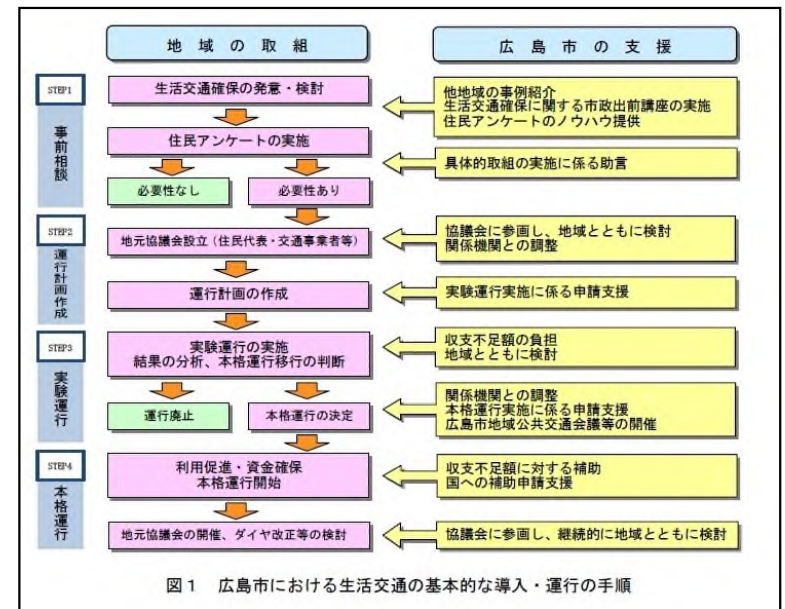 地域の取組
広島市の支援
STEP1
事前相談
生活交通確保の発意・検討
他地域の事例紹介
生活交通確保に関する市政出前講座の実施
住民アンケートのノウハウ提供
住民アンケートの実施
具体的取組の実施に係る助言
必要性なし
必要性あり
STEP2
運行計画作成
地元協議会設立(住民代表・交通事業者等)
協議会に参画し、地域とともに検討
関係機関との調整
運行計画の作成
実験運行実施に係る申請支援
STEP3
実験運行
実験運行の実施
結果の分析、本格運行移行の判断
収支不足額の負担
地域とともに検討
運行廃止
本格運行の決定
関係機関との調整
本格運行実施に係る申請支援
広島市地域公共交通会議等の開催
STEP4
本格運行
利用促進・資金確保
本格運行開始
収支不足額に対する補助
国への補助申請支援
地元協議会の開催、ダイヤ改正等の検討
協議会に参画し、継続的に地域とともに検討
図1 広島市における生活交通の基本的な導入・運行の手順